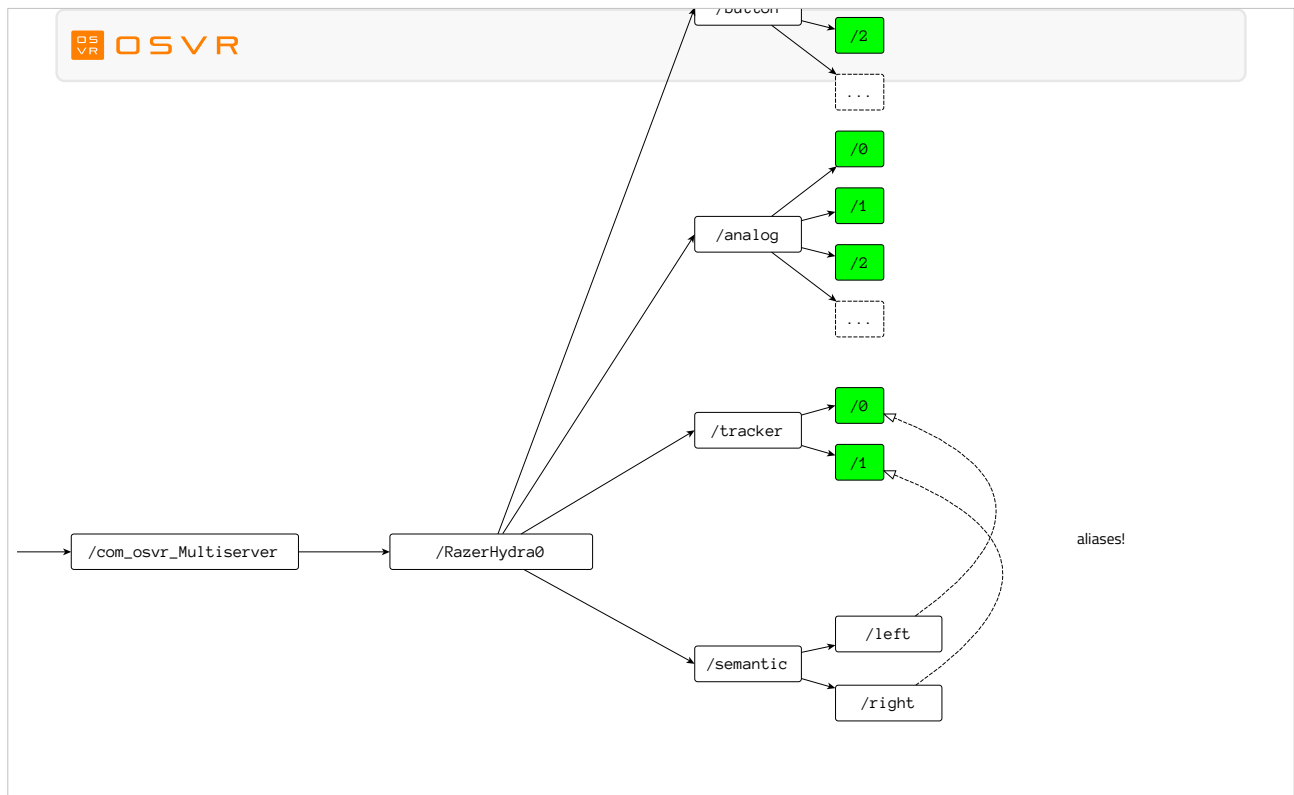 /button
/2
OS
VR
OSVR
...
/0
/1
/analog
/2
...
/0
/tracker
/1
/com_osvr_Multiserver
/RazerHydra0
aliases!
/left
/semantic
/right